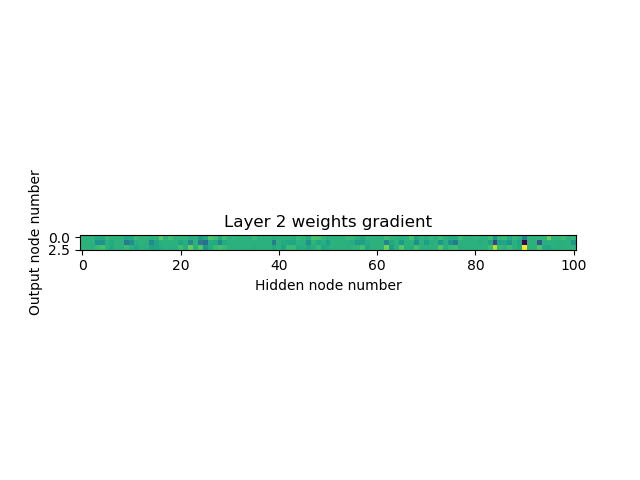 Layer 2 weights gradient
Output node number
0.0
2.5
0 20 40 60 80 100
Hidden node number